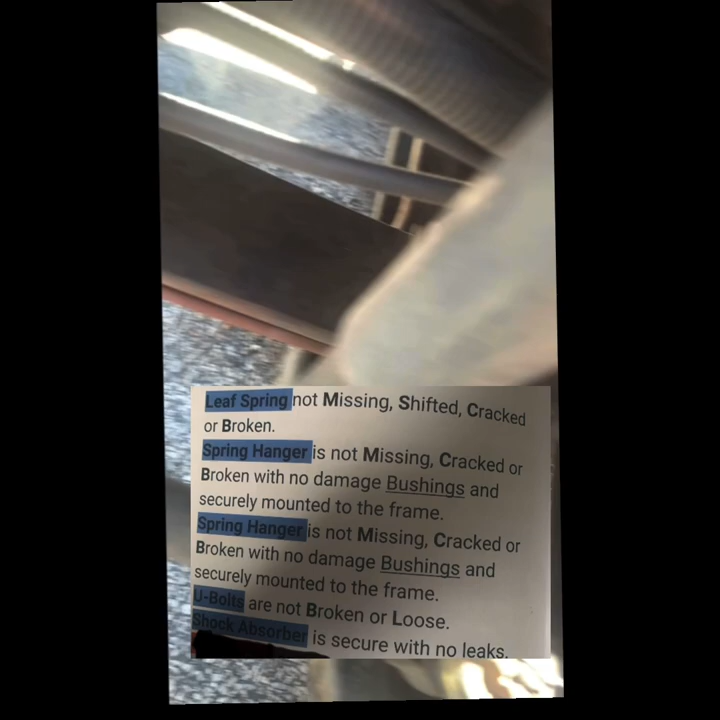 Leaf Spring not Missing, Shifted, Cracked
or Broken.
Spring Hanger is not Missing, Cracked or
Broken with no damage Bushings and
securely mounted to the frame.
Spring Hanger is not Missing, Cracked or
Broken with no damage Bushings and
securely mounted to the frame.
U-Bolts are not Broken or Loose.
Shock Absorber is secure with no leaks.